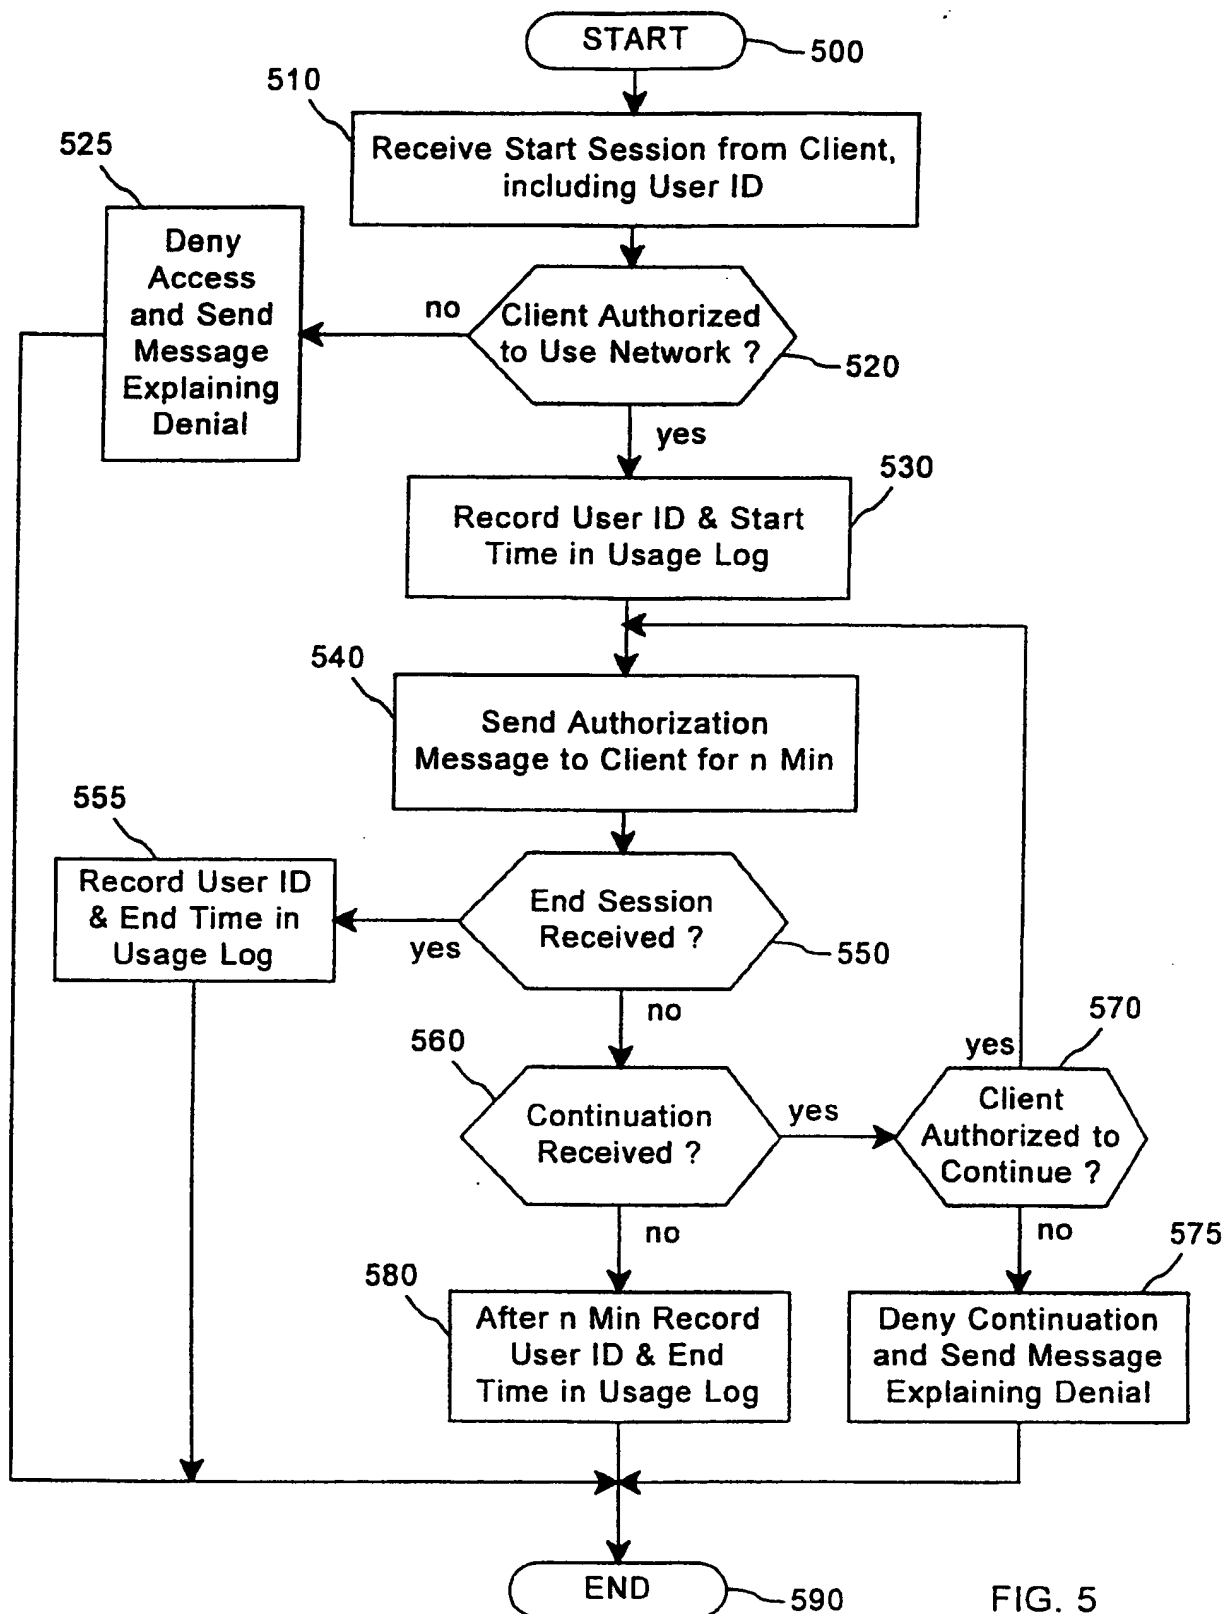 START
500
510
Receive Start Session from Client,
including User ID
525
Deny
Access
and Send
Message
Explaining
Denial
no
Client Authorized
to Use Network ?
520
yes
530
Record User ID & Start
Time in Usage Log
540
Send Authorization
Message to Client for n Min
555
Record User ID
& End Time in
Usage Log
yes
End Session
Received ?
550
no
560
Continuation
Received ?
yes
570
yes
Client
Authorized to
Continue ?
no
no
575
580
After n Min Record
User ID & End
Time in Usage Log
Deny Continuation
and Send Message
Explaining Denial
END
590
FIG. 5